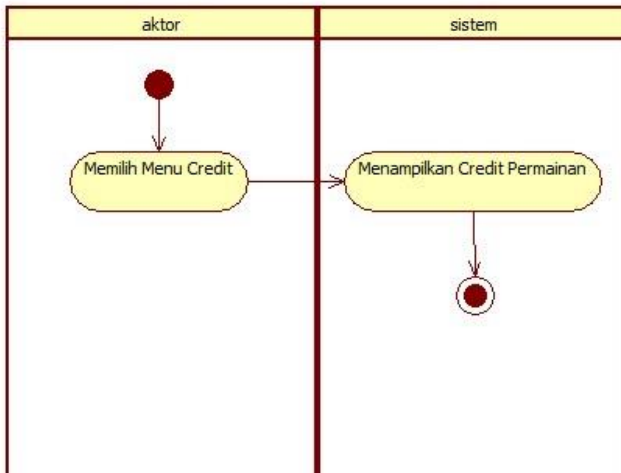 aktor
sistem
Memilih Menu Credit
Menampilkan Credit Permainan